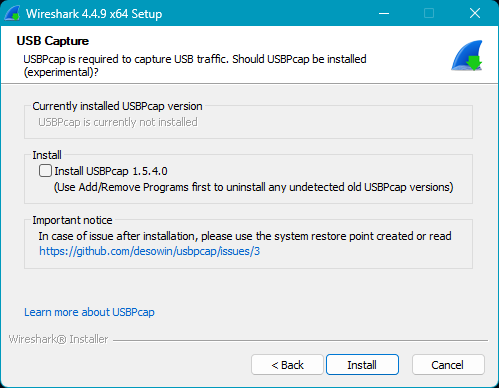 Wireshark 4.4.9 x64 Setup
USB Capture
USBPcap is required to capture USB traffic. Should USBPcap be installed
(experimental)?
Currently installed USBPcap version
USBPcap is currently not installed
Install
Install USBPcap 1.5.4.0
(Use Add/Remove Programs first to uninstall any undetected old USBPcap versions)
Important notice
In case of issue after installation, please use the system restore point created or read
https://github.com/desowin/usbpcap/issues/3
Learn more about USBPcap
Wireshark® Installer
< Back
Install
Cancel